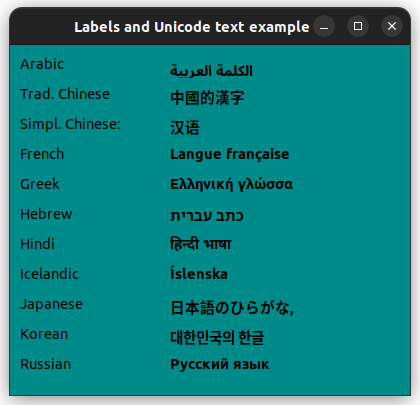 Labels and Unicode text example
Arabic الكلمة العربية
Trad. Chinese 中國的漢字
Simpl. Chinese: 汉语
French Langue française
Greek Ελληνική γλώσσα
Hebrew כתב עברית
Hindi हिन्दी भाषा
Icelandic Íslenska
Japanese 日本語のひらがな,
Korean 대한민국의 한글
Russian Русский язык